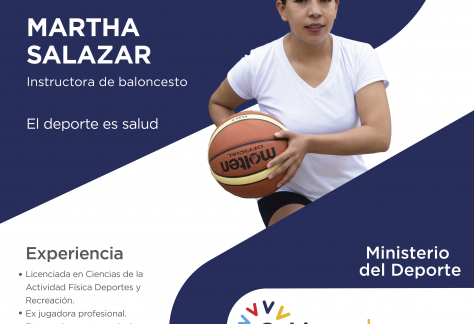 MARTHA
SALAZAR
Instructora de baloncesto
El deporte es salud
molten
OFFICIAL
Experiencia
• Licenciada en Ciencias de la
Actividad Física Deportes y
Recreación.
• Ex jugadora profesional.
Ministerio
del Deporte